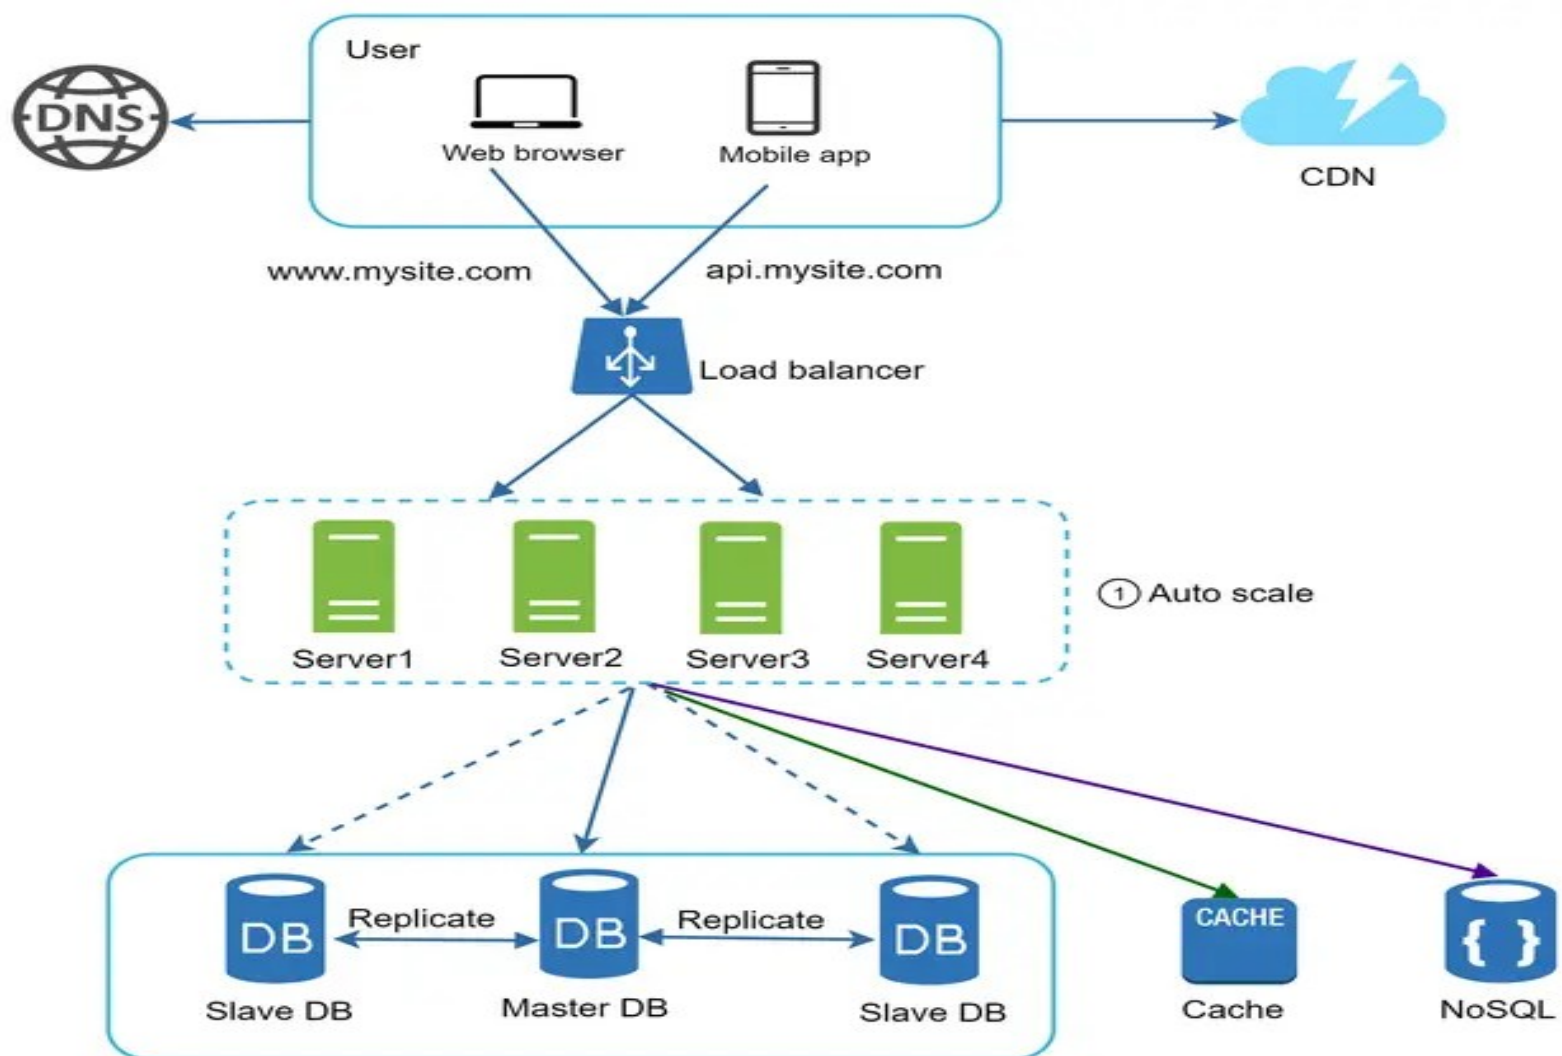 User
DNS
Web browser
Mobile app
CDN
www.mysite.com
api.mysite.com
Load balancer
Server1
Server2
Server3
Server4
1 Auto scale
DB
Replicate
DB
Replicate
DB
CACHE
{ }
Slave DB
Master DB
Slave DB
Cache
NoSQL